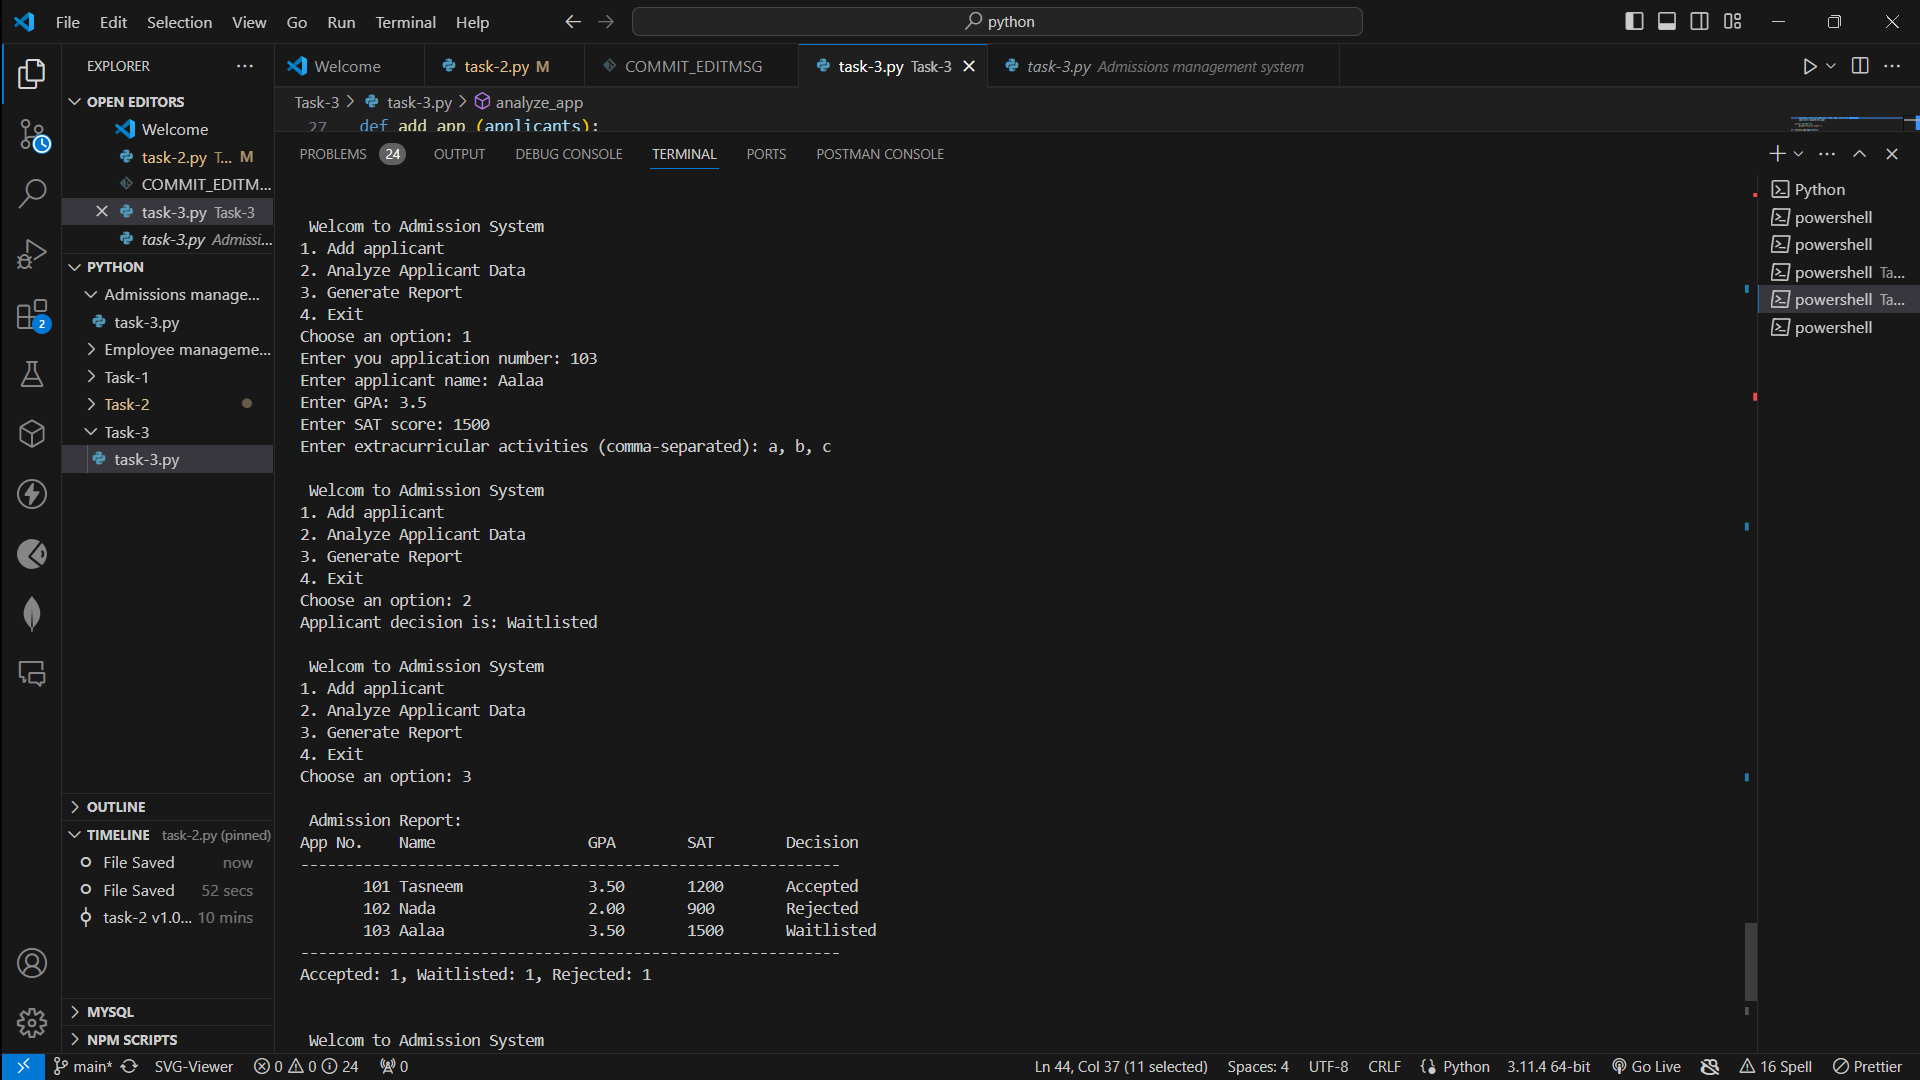 File Edit Selection View Go Run Terminal Help
python
EXPLORER
Welcome
task-2.py M
COMMIT_EDITMSG
task-3.py Task-3
task-3.py Admissions management system
OPEN EDITORS
Welcome
task-2.py T... M
COMMIT_EDITM...
task-3.py Task-3
task-3.py Admissi...
PYTHON
Admissions manage...
task-3.py
Employee manageme...
Task-1
Task-2
Task-3
task-3.py
OUTLINE
TIMELINE task-2.py (pinned)
File Saved now
File Saved 52 secs
task-2 v1.0... 10 mins
MYSQL
NPM SCRIPTS
2
Task-3 > task-3.py > analyze_app
27 def add_app (applicants):
PROBLEMS 24 OUTPUT DEBUG CONSOLE TERMINAL PORTS POSTMAN CONSOLE
Welcom to Admission System
1. Add applicant
2. Analyze Applicant Data
3. Generate Report
4. Exit
Choose an option: 1
Enter you application number: 103
Enter applicant name: Aalaa
Enter GPA: 3.5
Enter SAT score: 1500
Enter extracurricular activities (comma-separated): a, b, c
Welcom to Admission System
1. Add applicant
2. Analyze Applicant Data
3. Generate Report
4. Exit
Choose an option: 2
Applicant decision is: Waitlisted
Welcom to Admission System
1. Add applicant
2. Analyze Applicant Data
3. Generate Report
4. Exit
Choose an option: 3
Admission Report:
App No. Name GPA SAT Decision
------------------------------------------------------------
101 Tasneem 3.50 1200 Accepted
102 Nada 2.00 900 Rejected
103 Aalaa 3.50 1500 Waitlisted
------------------------------------------------------------
Accepted: 1, Waitlisted: 1, Rejected: 1
Welcom to Admission System
Python
powershell
powershell
powershell Ta...
powershell Ta...
powershell
main* SVG-Viewer 0 0 24 0 Ln 44, Col 37 (11 selected) Spaces: 4 UTF-8 CRLF Python 3.11.4 64-bit Go Live 16 Spell Prettier